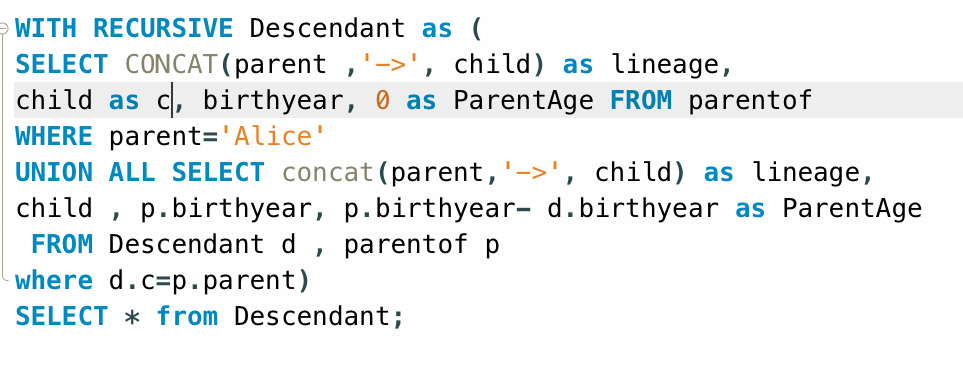 WITH RECURSIVE Descendant as (
SELECT CONCAT(parent ,'->', child) as lineage,
child as c, birthyear, 0 as ParentAge FROM parentof
WHERE parent='Alice'
UNION ALL SELECT concat(parent,'->', child) as lineage,
child , p.birthyear, p.birthyear- d.birthyear as ParentAge
 FROM Descendant d , parentof p
where d.c=p.parent)
SELECT * from Descendant;